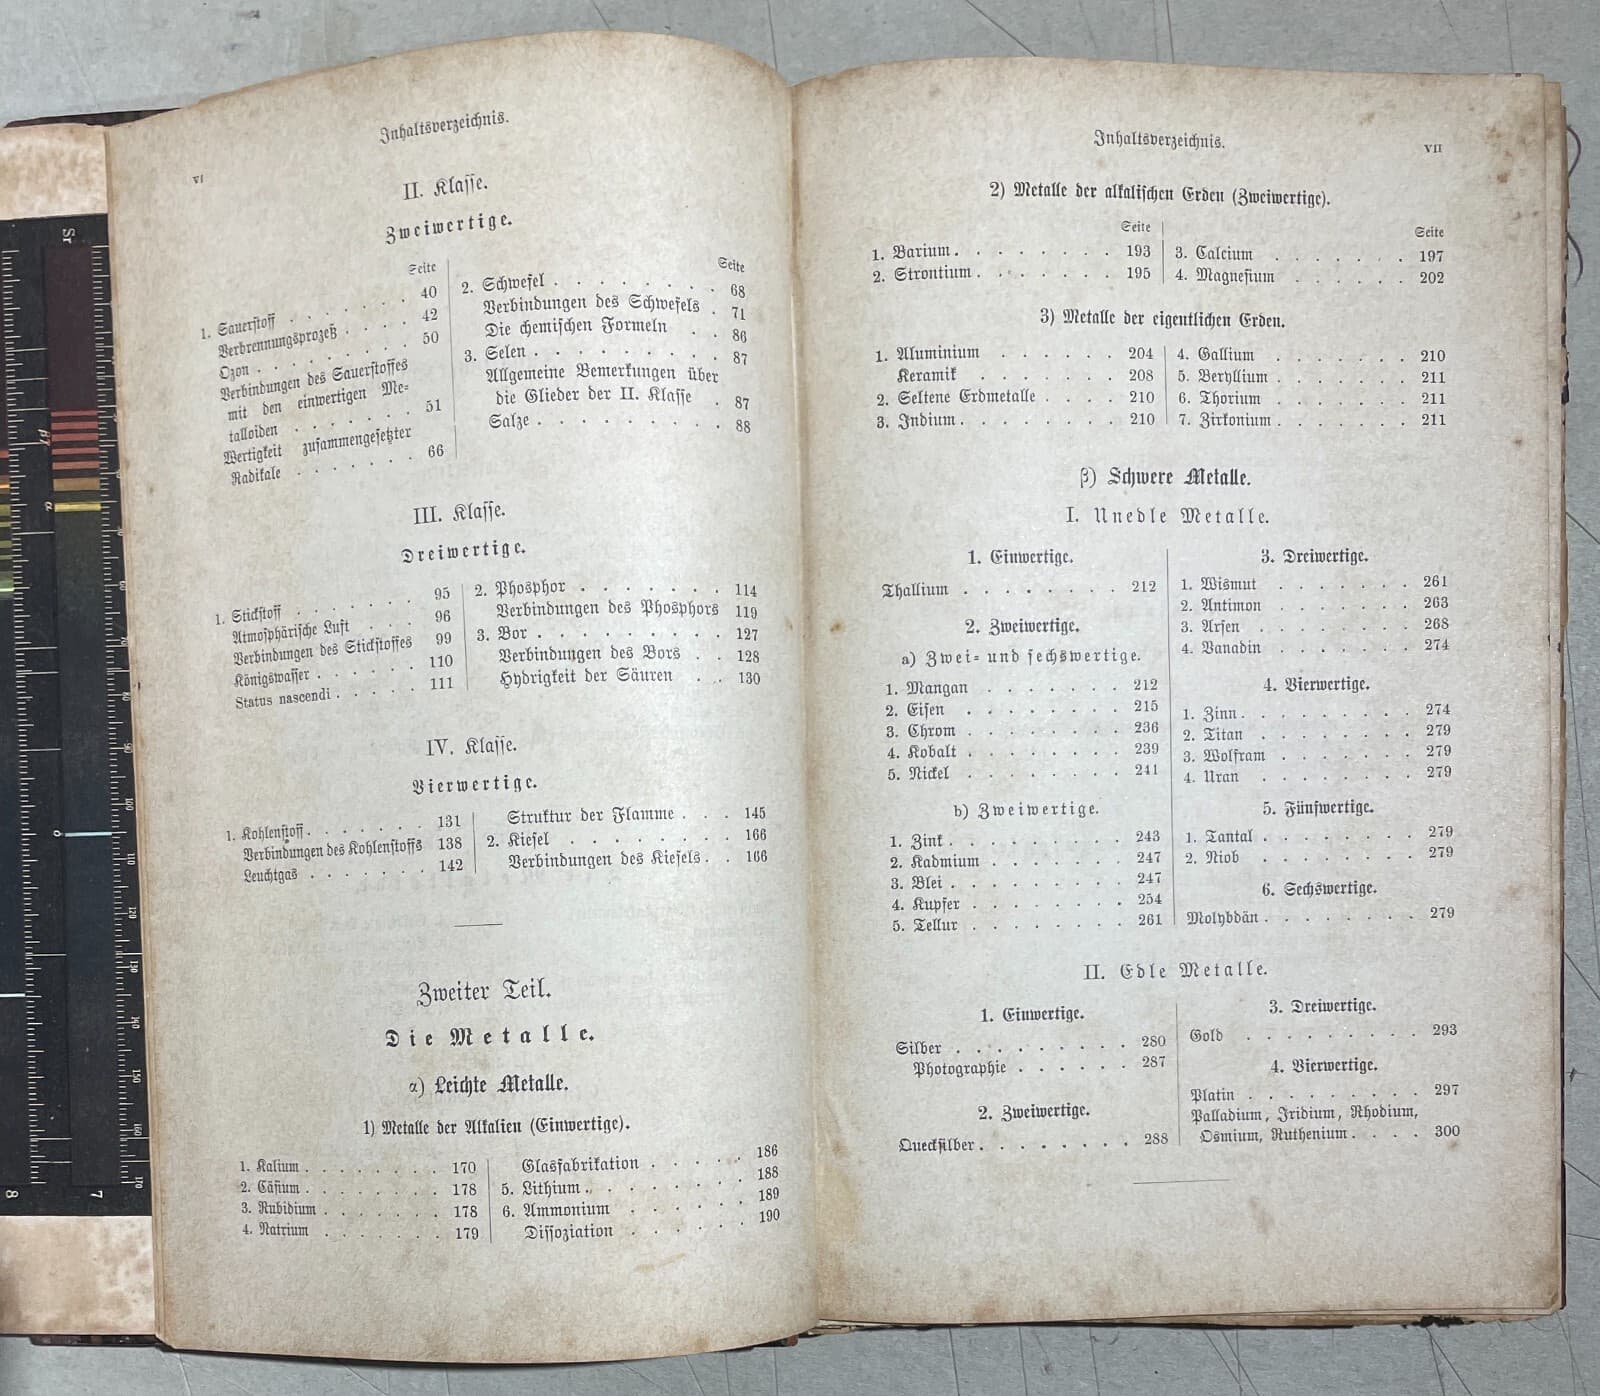 Inhaltsverzeichnis.
VI
II. Klasse.
Zweiwertige.
Seite
1. Sauerstoff . . . . . . . 40
Verbrennungsprozeß . . . . 42
Ozon . . . . . . . . . 50
Verbindungen des Sauerstoffes
mit den einwertigen Me=
talloiden . . . . . . . 51
Wertigkeit zusammengesetzter
Radikale . . . . . . . 66
Seite
2. Schwefel . . . . . . . . 68
Verbindungen des Schwefels . 71
Die chemischen Formeln . . 86
3. Selen . . . . . . . . . 87
Allgemeine Bemerkungen über
die Glieder der II. Klasse . 87
Salze . . . . . . . . . 88
III. Klasse.
Dreiwertige.
1. Stickstoff . . . . . . . 95
Atmosphärische Luft . . . 96
Verbindungen des Stickstoffes 99
Königswasser . . . . . 110
Status nascendi . . . . . 111
2. Phosphor . . . . . . . 114
Verbindungen des Phosphors 119
3. Bor . . . . . . . . . 127
Verbindungen des Bors . . 128
Hydrigkeit der Säuren . . 130
IV. Klasse.
Vierwertige.
1. Kohlenstoff . . . . . . 131
Verbindungen des Kohlenstoffs 138
Leuchtgas . . . . . . . 142
Struktur der Flamme . . . 145
2. Kiesel . . . . . . . . 166
Verbindungen des Kiesels . . 166
Zweiter Teil.
Die Metalle.
α) Leichte Metalle.
1) Metalle der Alkalien (Einwertige).
1. Kalium . . . . . . . 170
2. Cäsium . . . . . . . 178
3. Rubidium . . . . . . 178
4. Natrium . . . . . . 179
Glasfabrikation . . . . . 186
5. Lithium . . . . . . . . 188
6. Ammonium . . . . . . 189
Dissoziation . . . . . . 190
Inhaltsverzeichnis.
VII
2) Metalle der alkalischen Erden (Zweiwertige).
Seite
1. Barium . . . . . . . . 193
2. Strontium . . . . . . . 195
Seite
3. Calcium . . . . . . . 197
4. Magnesium . . . . . . 202
3) Metalle der eigentlichen Erden.
1. Aluminium . . . . . . 204
Keramik . . . . . . . 208
2. Seltene Erdmetalle . . . . 210
3. Indium . . . . . . . . 210
4. Gallium . . . . . . . 210
5. Beryllium . . . . . . . 211
6. Thorium . . . . . . . 211
7. Zirkonium . . . . . . . 211
β) Schwere Metalle.
I. Unedle Metalle.
1. Einwertige.
Thallium . . . . . . . . 212
2. Zweiwertige.
a) Zwei= und sechswertige.
1. Mangan . . . . . . . 212
2. Eisen . . . . . . . . 215
3. Chrom . . . . . . . . 236
4. Kobalt . . . . . . . . 239
5. Nickel . . . . . . . . 241
b) Zweiwertige.
1. Zink . . . . . . . . . 243
2. Kadmium . . . . . . . 247
3. Blei . . . . . . . . . 247
4. Kupfer . . . . . . . . 254
5. Tellur . . . . . . . . 261
3. Dreiwertige.
1. Wismut . . . . . . . 261
2. Antimon . . . . . . . 263
3. Arsen . . . . . . . . 268
4. Vanadin . . . . . . . 274
4. Vierwertige.
1. Zinn . . . . . . . . . 274
2. Titan . . . . . . . . 279
3. Wolfram . . . . . . . 279
4. Uran . . . . . . . . 279
5. Fünfwertige.
1. Tantal . . . . . . . . 279
2. Niob . . . . . . . . 279
6. Sechswertige.
Molybdän . . . . . . . . 279
II. Edle Metalle.
1. Einwertige.
Silber . . . . . . . . . 280
Photographie . . . . . . 287
2. Zweiwertige.
Quecksilber . . . . . . . . 288
3. Dreiwertige.
Gold . . . . . . . . . 293
4. Vierwertige.
Platin . . . . . . . . . 297
Palladium, Iridium, Rhodium,
Osmium, Ruthenium . . . . 300
Sr
α
β
γ
8
7
90
100
110
120
130
140
150
160
170